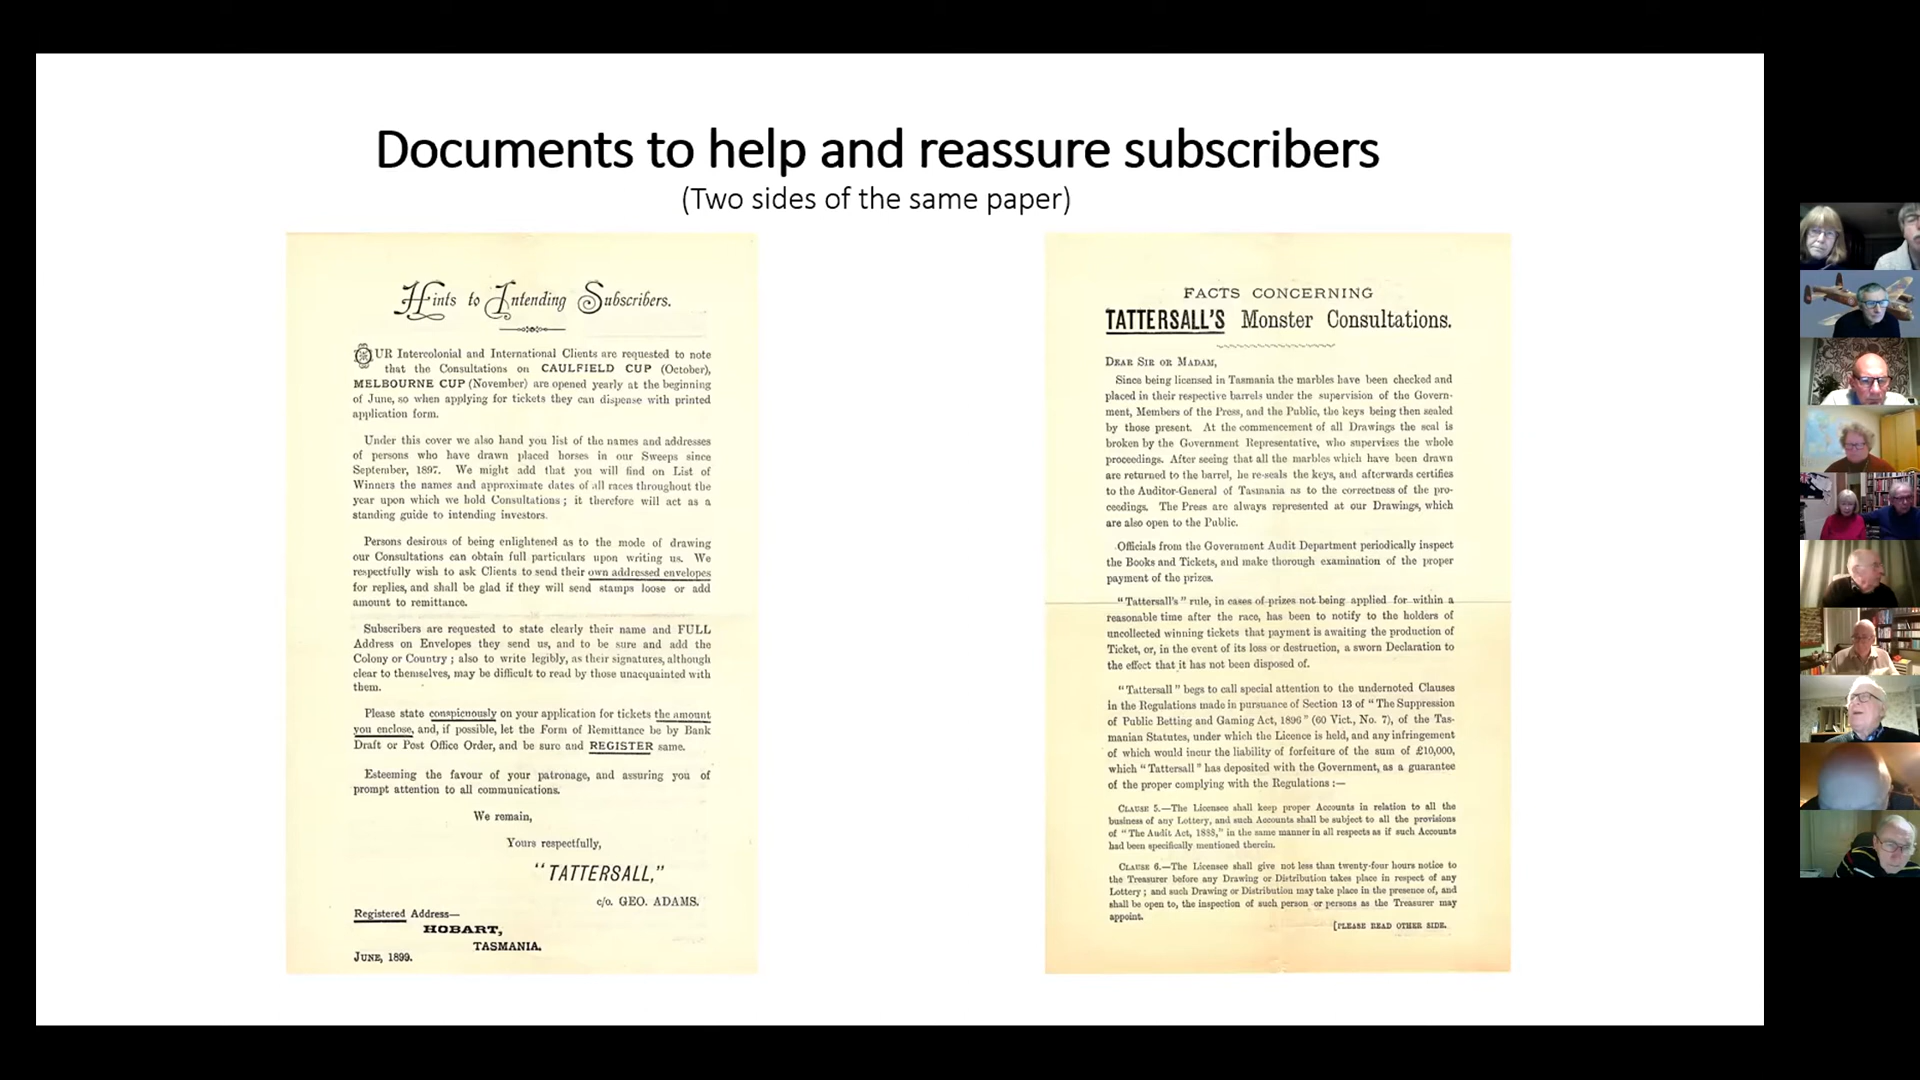 Documents to help and reassure subscribers
(Two sides of the same paper)
Hints to Intending Subscribers.
OUR Intercolonial and International Clients are requested to note
that the Consultations on CAULFIELD CUP (October),
MELBOURNE CUP (November) are opened yearly at the beginning
of June, so when applying for tickets they can dispense with printed
application form.
Under this cover we also hand you list of the names and addresses
of persons who have drawn placed horses in our Sweeps since
September, 1897. We might add that you will find on List of
Winners the names and approximate dates of all races throughout the
year upon which we hold Consultations; it therefore will act as a
standing guide to intending investors.
Persons desirous of being enlightened as to the mode of drawing
our Consultations can obtain full particulars upon writing us. We
respectfully wish to ask Clients to send their own addressed envelopes
for replies, and shall be glad if they will send stamps loose or add
amount to remittance.
Subscribers are requested to state clearly their name and FULL
Address on Envelopes they send us, and to be sure and add the
Colony or Country; also to write legibly, as their signatures, although
clear to themselves, may be difficult to read by those unacquainted with
them.
Please state conspicnously on your application for tickets the amount
you enclose, and, if possible, let the Form of Remittance be by Bank
Draft or Post Office Order, and be sure and REGISTER same.
Esteeming the favour of your patronage, and assuring you of
prompt attention to all communications.
We remain,
Yours respectfully,
"TATTERSALL,"
c/o. GEO. ADAMS.
Registered Address—
HOBART,
TASMANIA.
JUNE, 1899.
FACTS CONCERNING
TATTERSALL'S Monster Consultations.
DEAR SIR OR MADAM,
Since being licensed in Tasmania the marbles have been checked and
placed in their respective barrels under the supervision of the Govern-
ment, Members of the Press, and the Public, the keys being then sealed
by those present. At the commencement of all Drawings the seal is
broken by the Government Representative, who supervises the whole
proceedings. After seeing that all the marbles which have been drawn
are returned to the barrel, he re-seals the keys, and afterwards certifies
to the Auditor-General of Tasmania as to the correctness of the pro-
ceedings. The Press are always represented at our Drawings, which
are also open to the Public.
Officials from the Government Audit Department periodically inspect
the Books and Tickets, and make thorough examination of the proper
payment of the prizes.
"Tattersall's" rule, in cases of prizes not being applied for within a
reasonable time after the race, has been to notify to the holders of
uncollected winning tickets that payment is awaiting the production of
Ticket, or, in the event of its loss or destruction, a sworn Declaration to
the effect that it has not been disposed of.
"Tattersall" begs to call special attention to the undernoted Clauses
in the Regulations made in pursuance of Section 13 of "The Suppression
of Public Betting and Gaming Act, 1896" (60 Vict., No. 7), of the Tas-
manian Statutes, under which the Licence is held, and any infringement
of which would incur the liability of forfeiture of the sum of £10,000,
which "Tattersall" has deposited with the Government, as a guarantee
of the proper complying with the Regulations:—
CLAUSE 5.—The Licensee shall keep proper Accounts in relation to all the
business of any Lottery, and such Accounts shall be subject to all the provisions
of "The Audit Act, 1888," in the same manner in all respects as if such Accounts
had been specifically mentioned therein.
CLAUSE 6.—The Licensee shall give not less than twenty-four hours notice to
the Treasurer before any Drawing or Distribution takes place in respect of any
Lottery; and such Drawing or Distribution may take place in the presence of, and
shall be open to, the inspection of such person or persons as the Treasurer may
appoint.
[PLEASE READ OTHER SIDE.